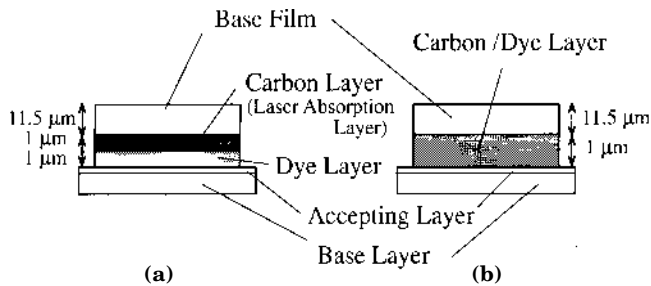 Base Film
Carbon /Dye Layer
Carbon Layer
(Laser Absorption
Layer)
11.5 μm
1 μm
1 μm
11.5 μm
1 μm
Dye Layer
Accepting Layer
Base Layer
(a)
(b)